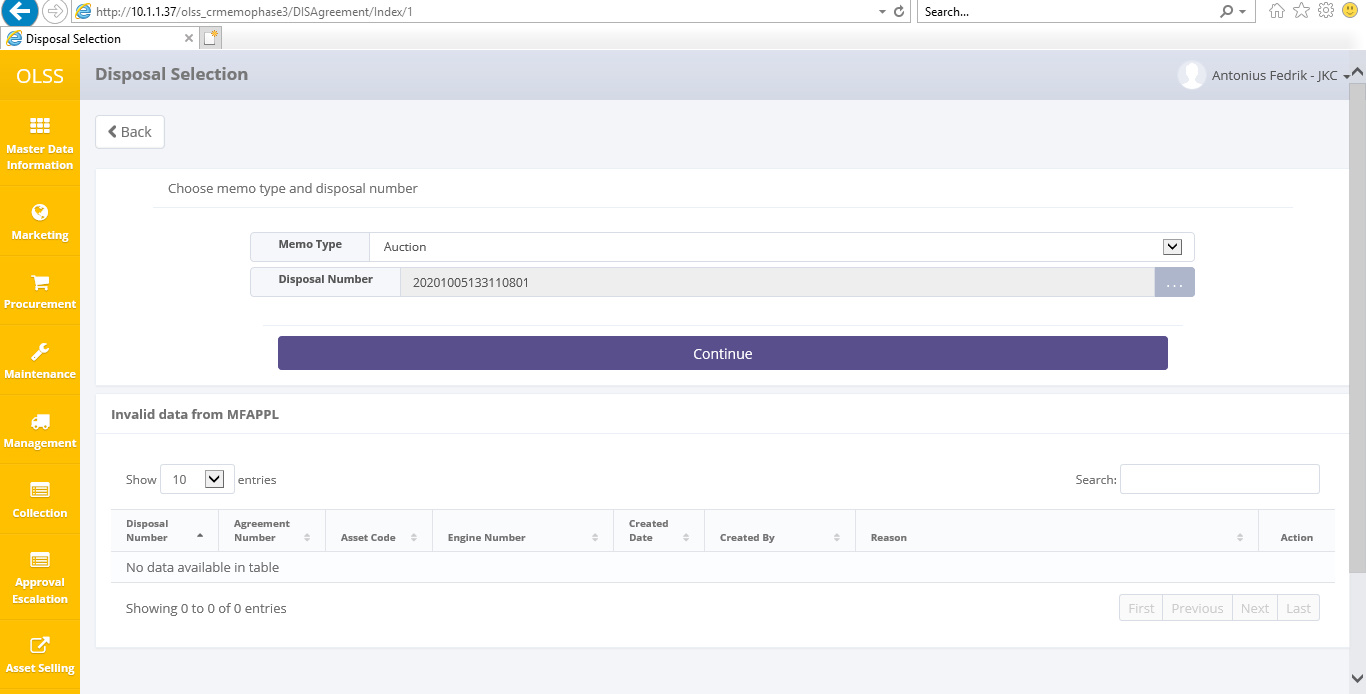 http://10.1.1.37/olss_crmemophase3/DISAgreement/Index/1
Search...
Disposal Selection
OLSS
Disposal Selection
Antonius Fedrik - JKC
Back
Master Data
Information
Marketing
Procurement
Maintenance
Management
Collection
Approval
Escalation
Asset Selling
Choose memo type and disposal number
Memo Type
Auction
Disposal Number
20201005133110801
...
Continue
Invalid data from MFAPPL
Show 10 entries
Search:
Disposal
Number
Agreement
Number
Asset Code
Engine Number
Created
Date
Created By
Reason
Action
No data available in table
Showing 0 to 0 of 0 entries
First Previous Next Last